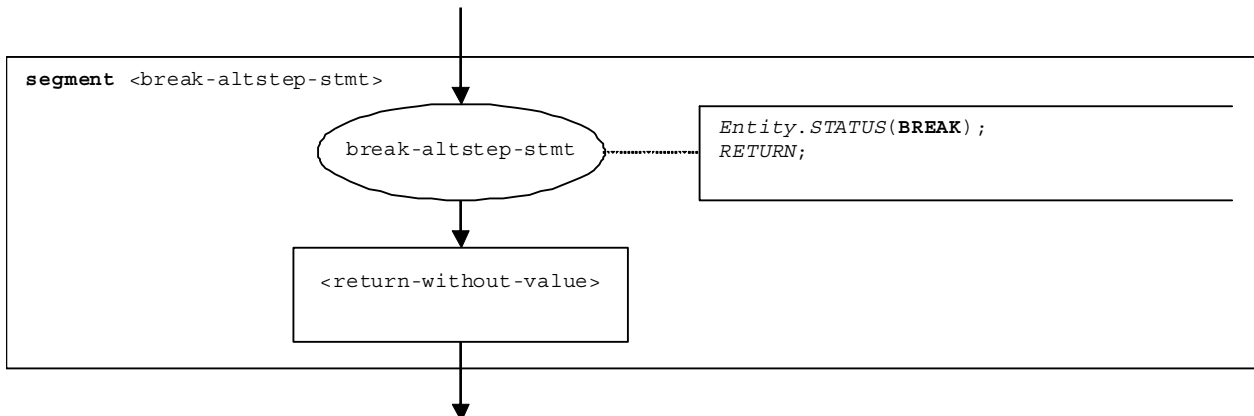 segment <break-altstep-stmt>
break-altstep-stmt
Entity.STATUS(BREAK);
RETURN;
<return-without-value>